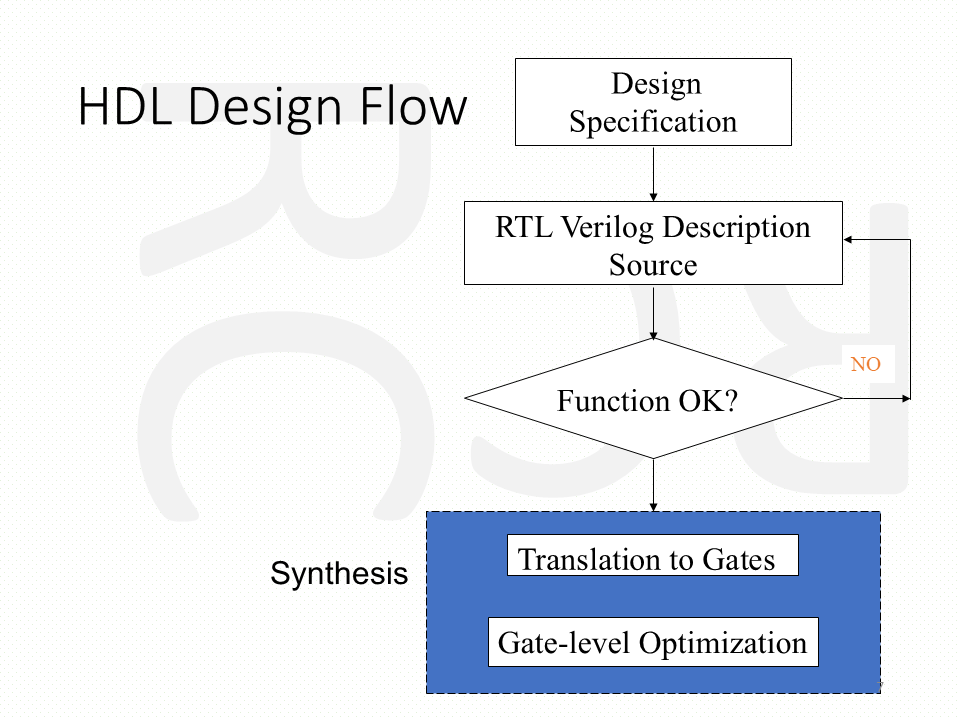 HDL Design Flow
Design
Specification
RTL Verilog Description
Source
NO
Function OK?
Synthesis
Translation to Gates
Gate-level Optimization